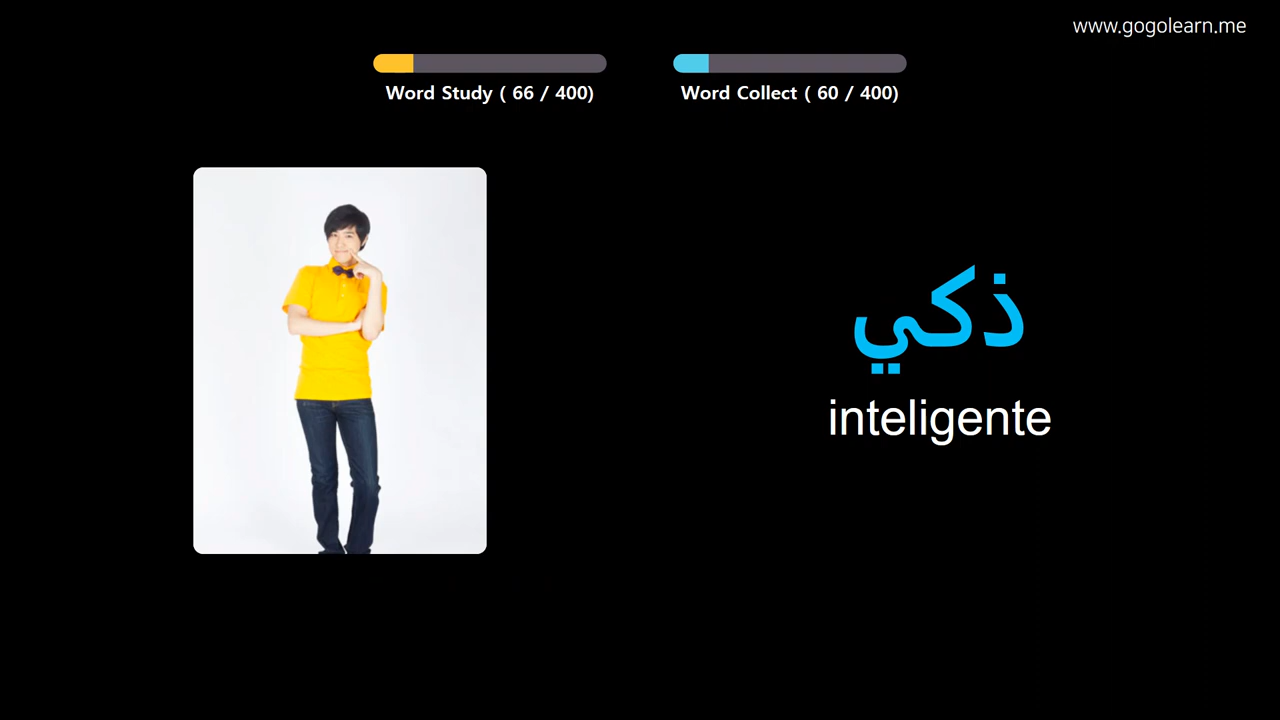 www.gogolearn.me
Word Study ( 66 / 400)
Word Collect ( 60 / 400)
ذكي
inteligente